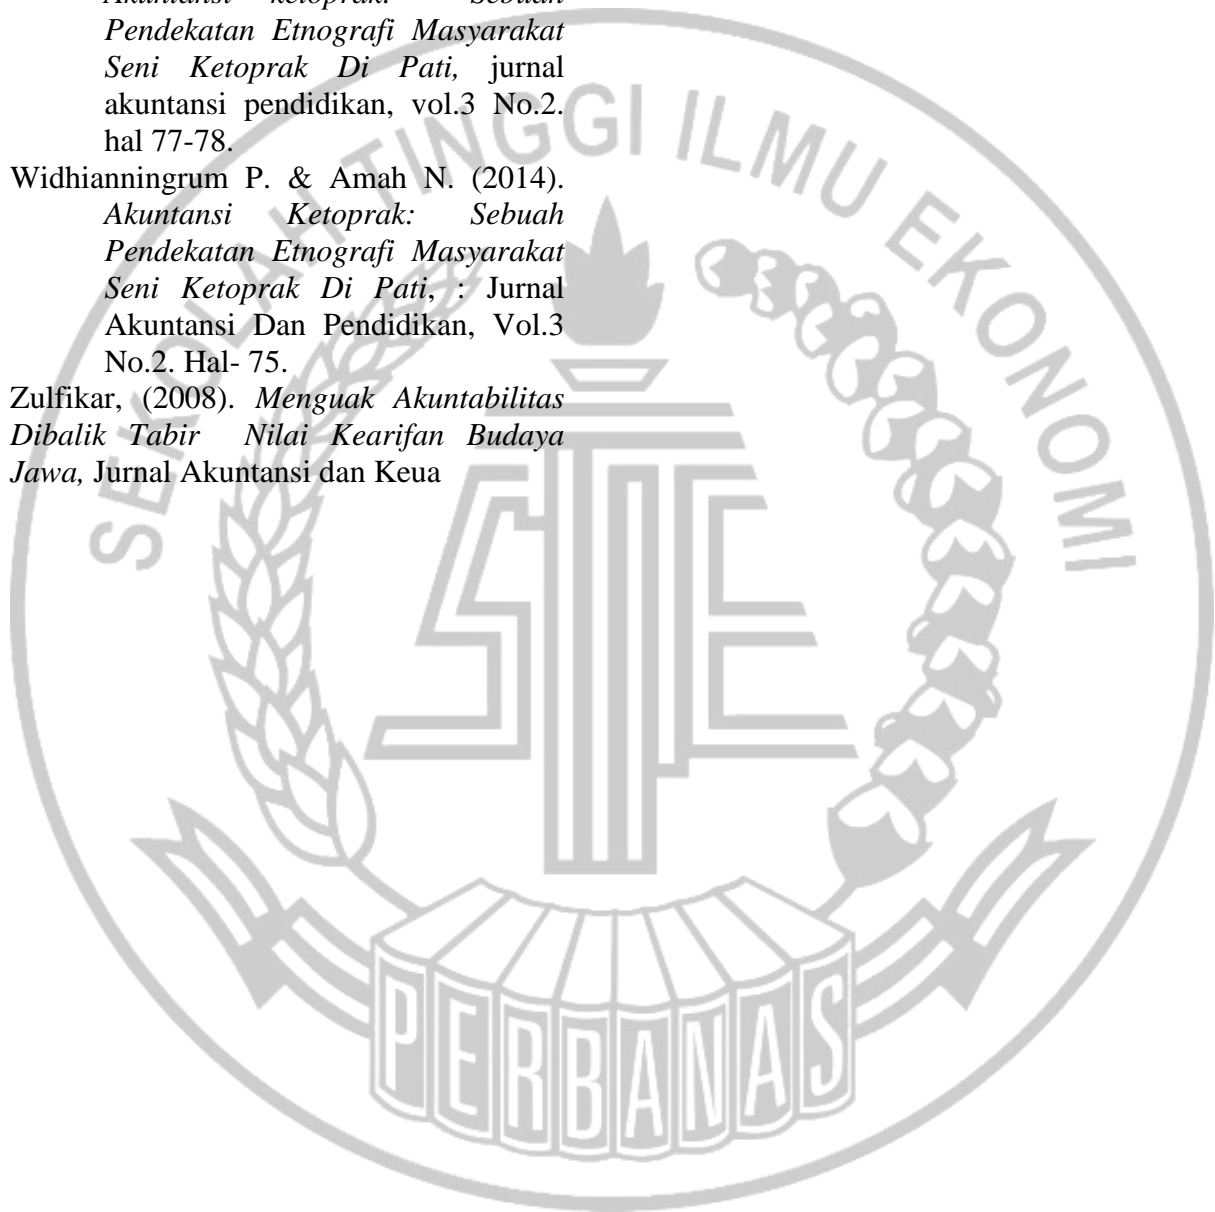 Akuntansi ketoprak: Sebuah
Pendekatan Etnografi Masyarakat
Seni Ketoprak Di Pati, jurnal
akuntansi pendidikan, vol.3 No.2.
hal 77-78.
Widhianningrum P. & Amah N. (2014).
Akuntansi Ketoprak: Sebuah
Pendekatan Etnografi Masyarakat
Seni Ketoprak Di Pati, : Jurnal
Akuntansi Dan Pendidikan, Vol.3
No.2. Hal- 75.
Zulfikar, (2008). Menguak Akuntabilitas
Dibalik Tabir Nilai Kearifan Budaya
Jawa, Jurnal Akuntansi dan Keua
SEKOLAH TINGGI ILMU EKONOMI
STIE
PERBANAS